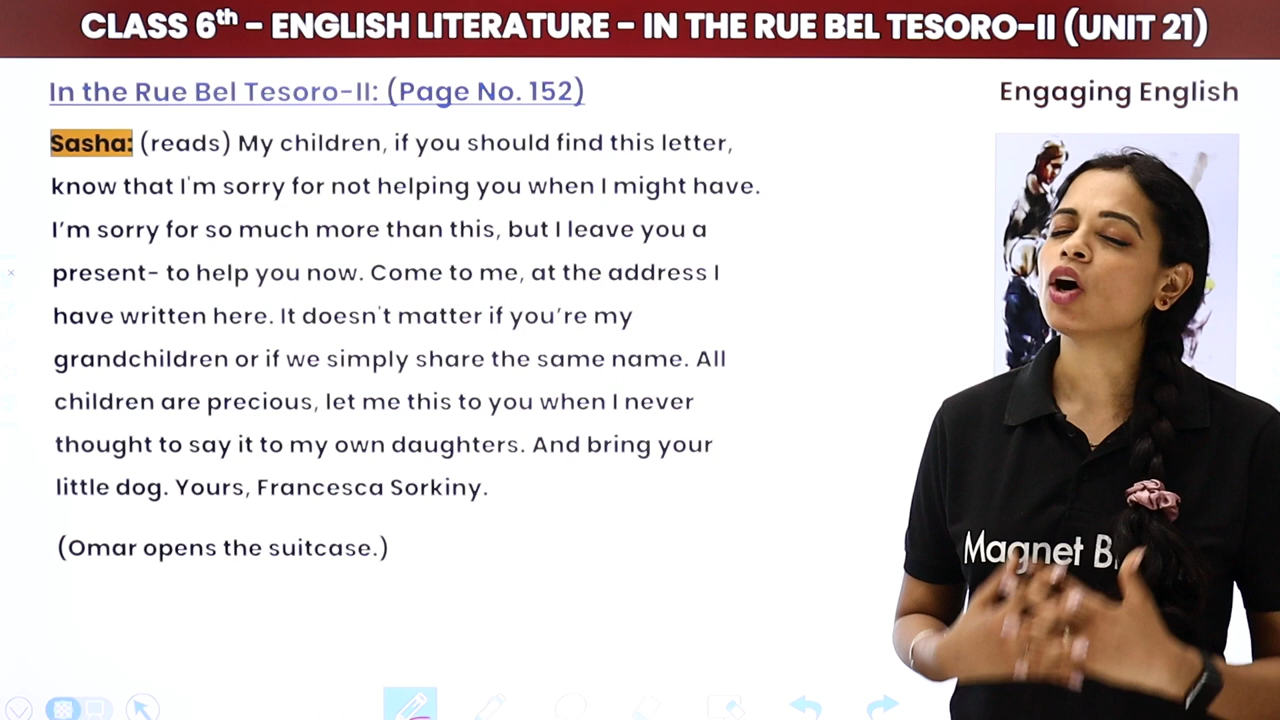 CLASS 6th – ENGLISH LITERATURE – IN THE RUE BEL TESORO–II (UNIT 21)
In the Rue Bel Tesoro-II: (Page No. 152)
Engaging English
Sasha: (reads) My children, if you should find this letter,
know that I'm sorry for not helping you when I might have.
I'm sorry for so much more than this, but I leave you a
present- to help you now. Come to me, at the address I
have written here. It doesn't matter if you're my
grandchildren or if we simply share the same name. All
children are precious, let me this to you when I never
thought to say it to my own daughters. And bring your
little dog. Yours, Francesca Sorkiny.
(Omar opens the suitcase.)
Magnet